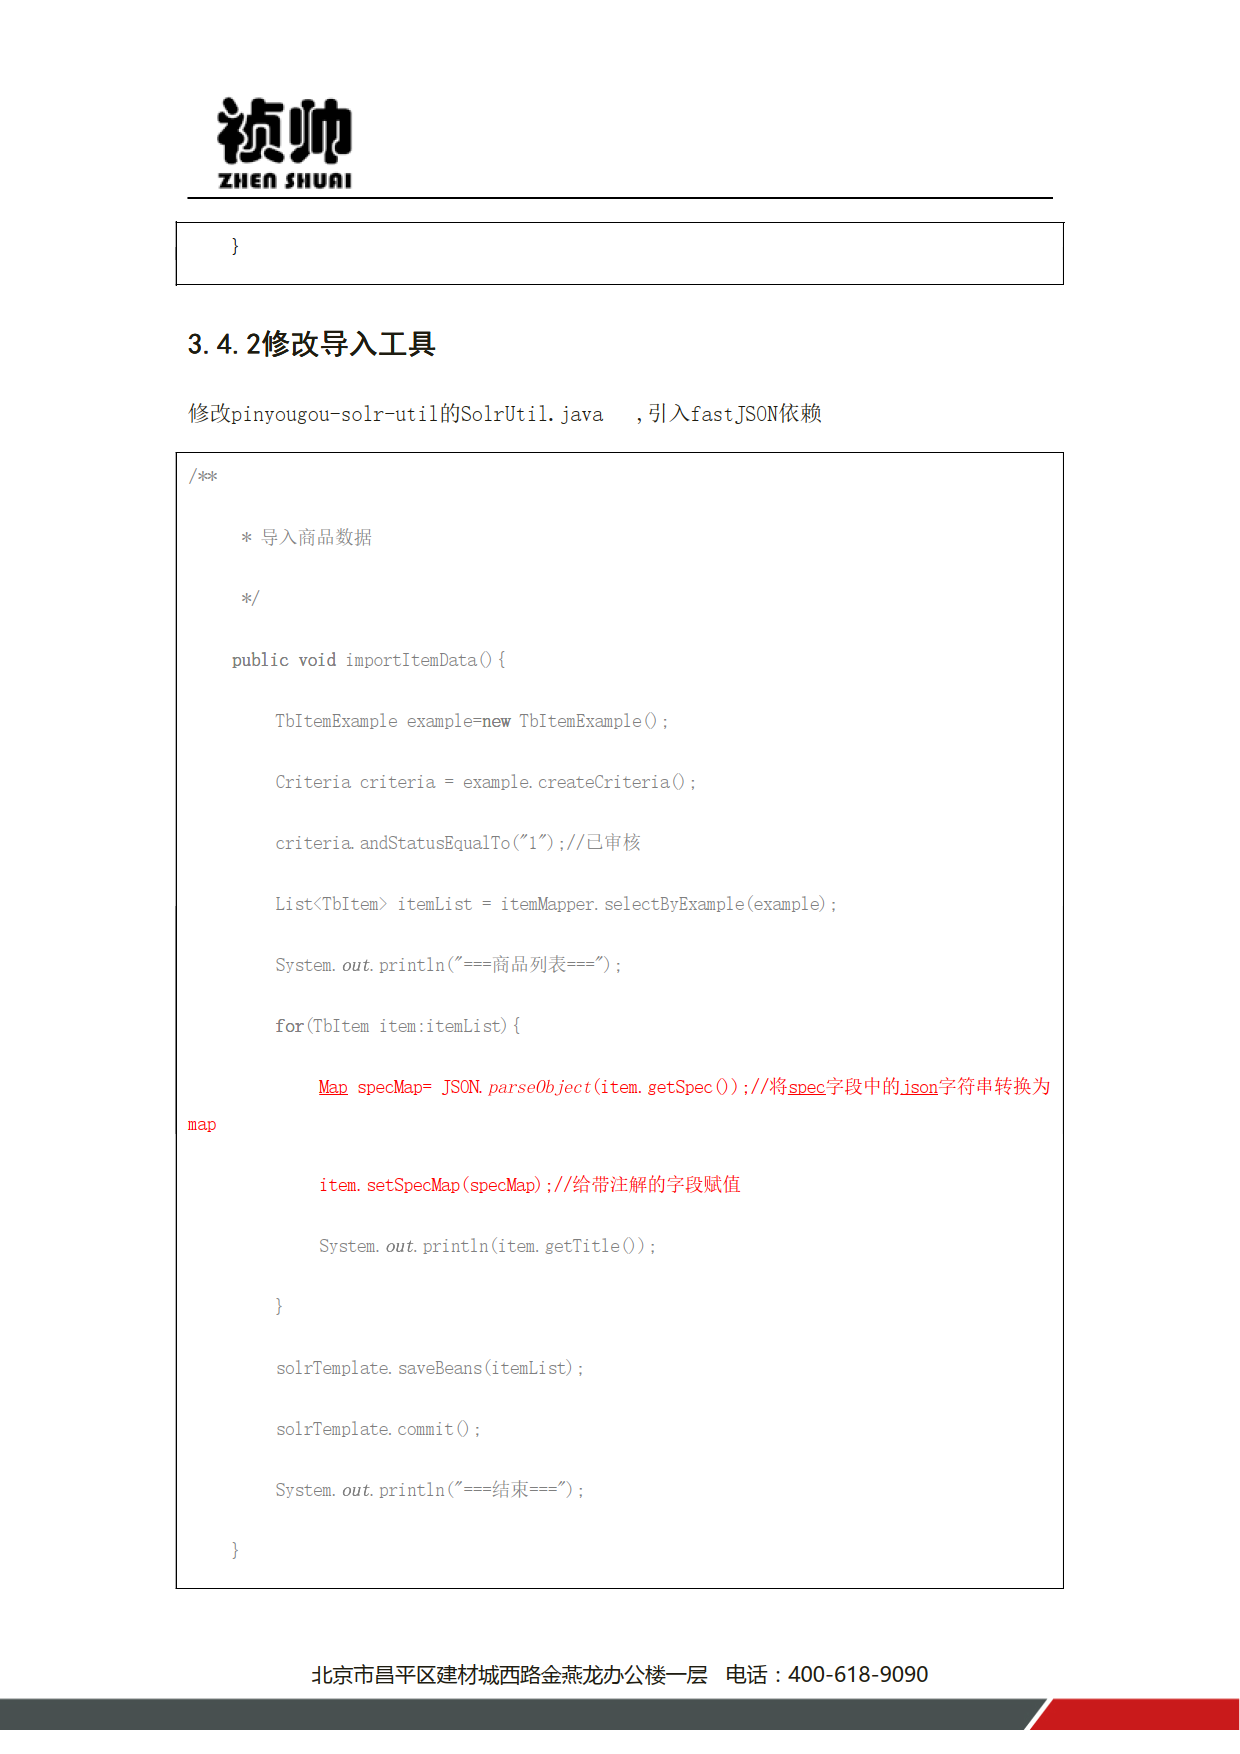 祯帅
ZHEN SHUAI
}
3.4.2修改导入工具
修改pinyougou-solr-util的SolrUtil.java   ,引入fastJSON依赖
/**
* 导入商品数据
*/
public void importItemData(){
TbItemExample example=new TbItemExample();
Criteria criteria = example.createCriteria();
criteria.andStatusEqualTo("1");//已审核
List<TbItem> itemList = itemMapper.selectByExample(example);
System.out.println("===商品列表===");
for(TbItem item:itemList){
Map specMap= JSON.parseObject(item.getSpec());//将spec字段中的json字符串转换为
map
item.setSpecMap(specMap);//给带注解的字段赋值
System.out.println(item.getTitle());
}
solrTemplate.saveBeans(itemList);
solrTemplate.commit();
System.out.println("===结束===");
}
北京市昌平区建材城西路金燕龙办公楼一层   电话：400-618-9090